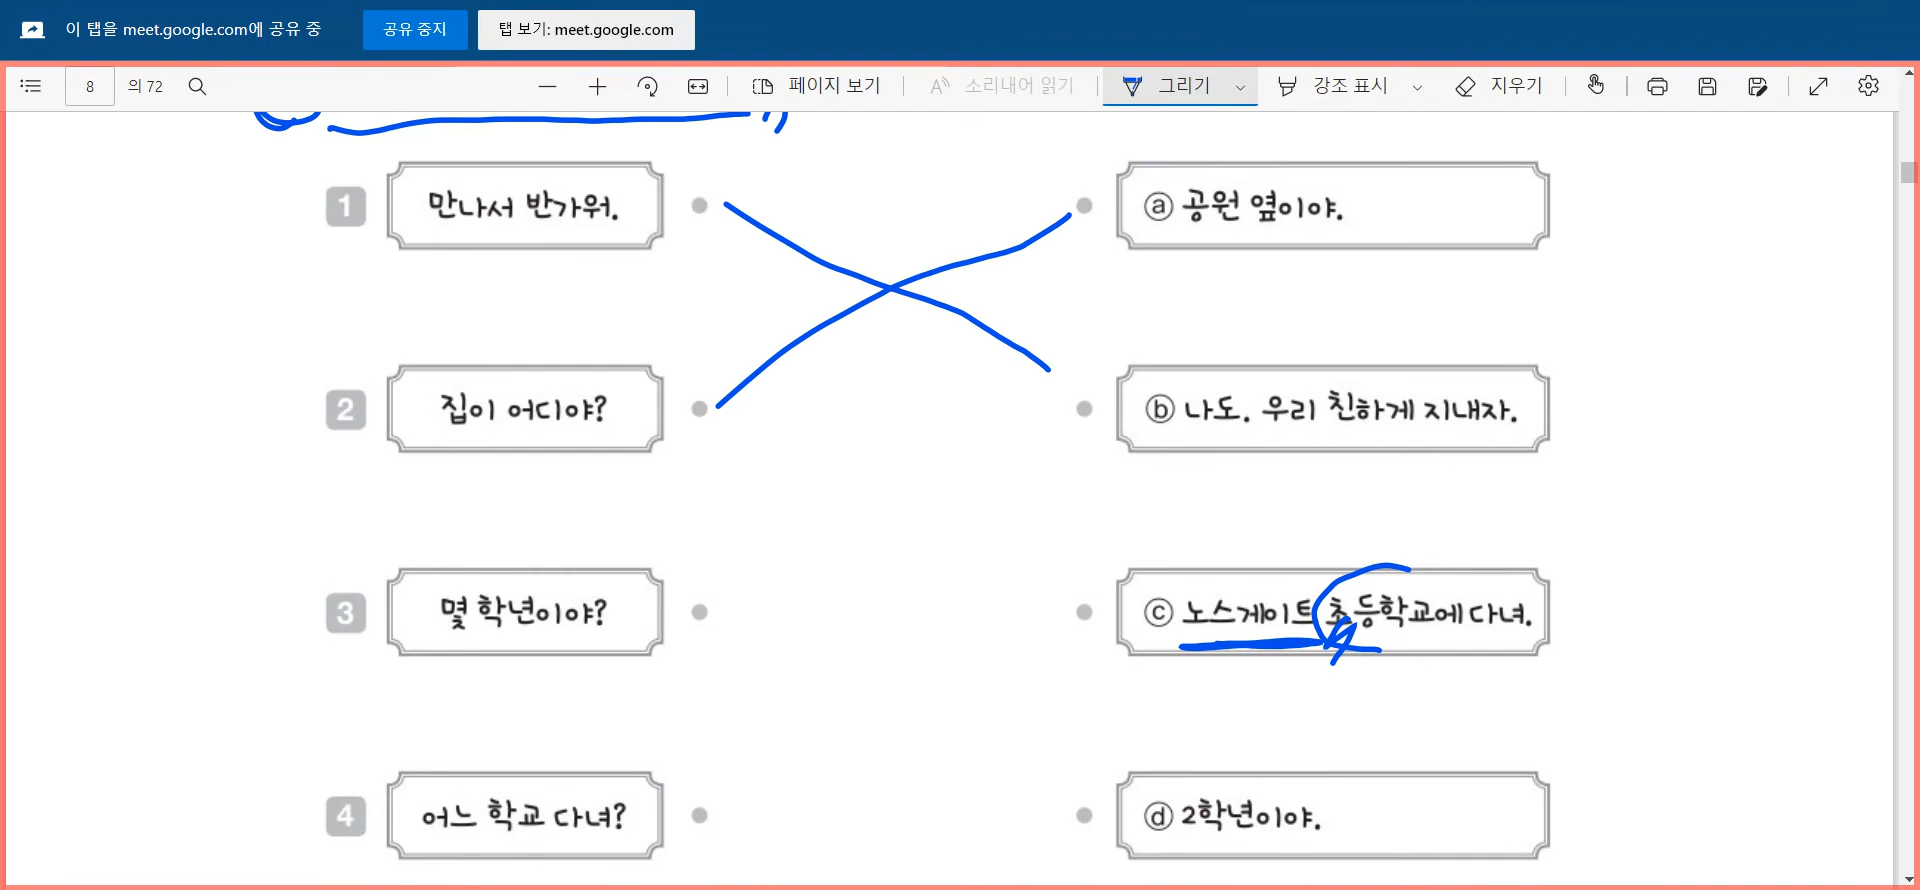 이 탭을 meet.google.com에 공유 중 공유 중지 탭 보기: meet.google.com
8 의 72 페이지 보기 소리내어 읽기 그리기 강조 표시 지우기
1 만나서 반가워. ⓐ 공원 옆이야.
2 집이 어디야? ⓑ 나도. 우리 친하게 지내자.
3 몇 학년이야? ⓒ 노스게이트 초등학교에 다녀.
4 어느 학교 다녀? ⓓ 2학년이야.